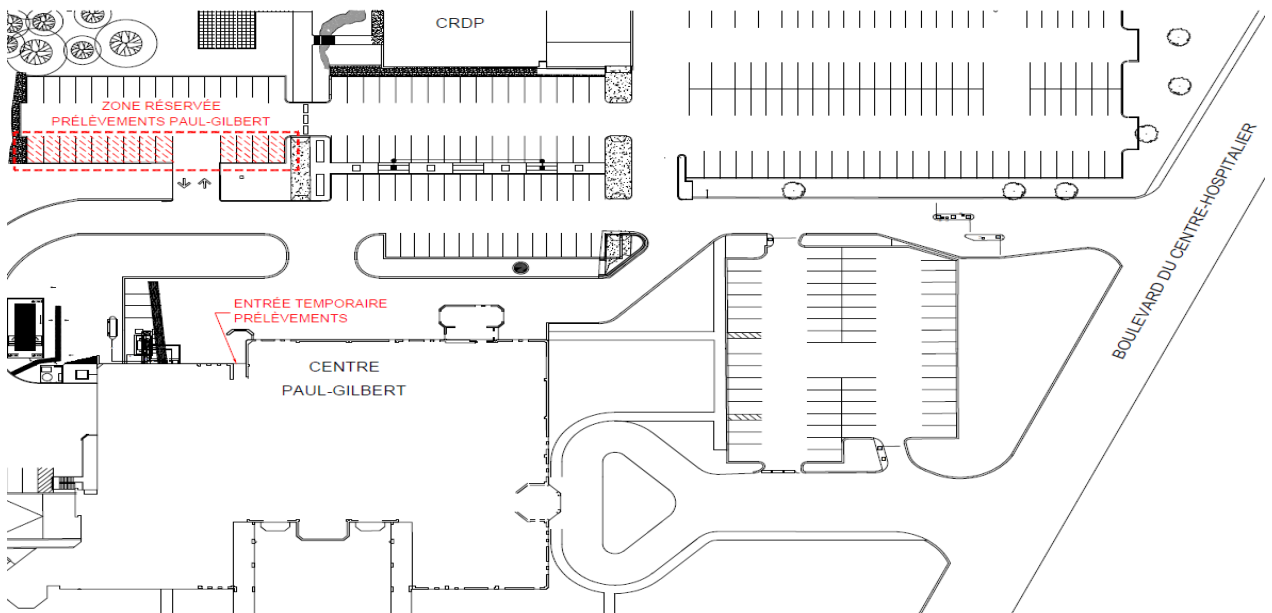 CRDP
ZONE RÉSERVÉE
PRÉLÈVEMENTS PAUL-GILBERT
BOULEVARD DU CENTRE-HOSPITALIER
ENTRÉE TEMPORAIRE
PRÉLÈVEMENTS
CENTRE
PAUL-GILBERT